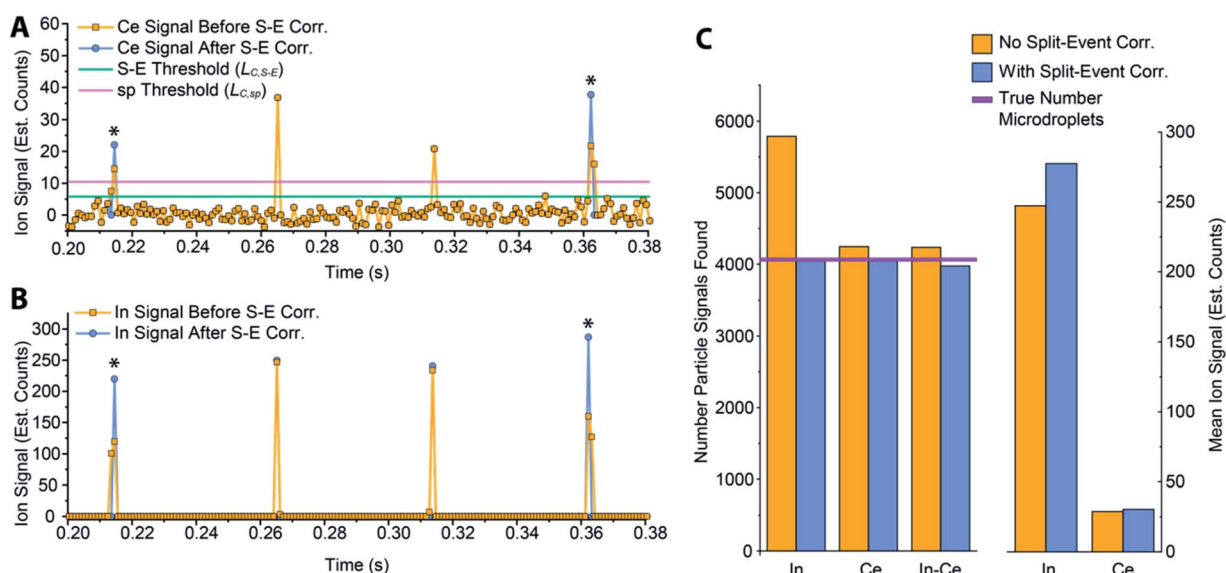 A
Ce Signal Before S-E Corr.
Ce Signal After S-E Corr.
S-E Threshold (LC,S-E)
sp Threshold (LC,sp)
60
50
40
30
20
10
0
Ion Signal (Est. Counts)
*
*
0.20 0.22 0.24 0.26 0.28 0.30 0.32 0.34 0.36 0.38
Time (s)
B
In Signal Before S-E Corr.
In Signal After S-E Corr.
300
250
200
150
100
50
0
Ion Signal (Est. Counts)
*
*
0.20 0.22 0.24 0.26 0.28 0.30 0.32 0.34 0.36 0.38
Time (s)
C
No Split-Event Corr.
With Split-Event Corr.
True Number
Microdroplets
6000
5000
4000
3000
2000
1000
0
Number Particle Signals Found
300
250
200
150
100
50
0
Mean Ion Signal (Est. Counts)
In Ce In-Ce In Ce